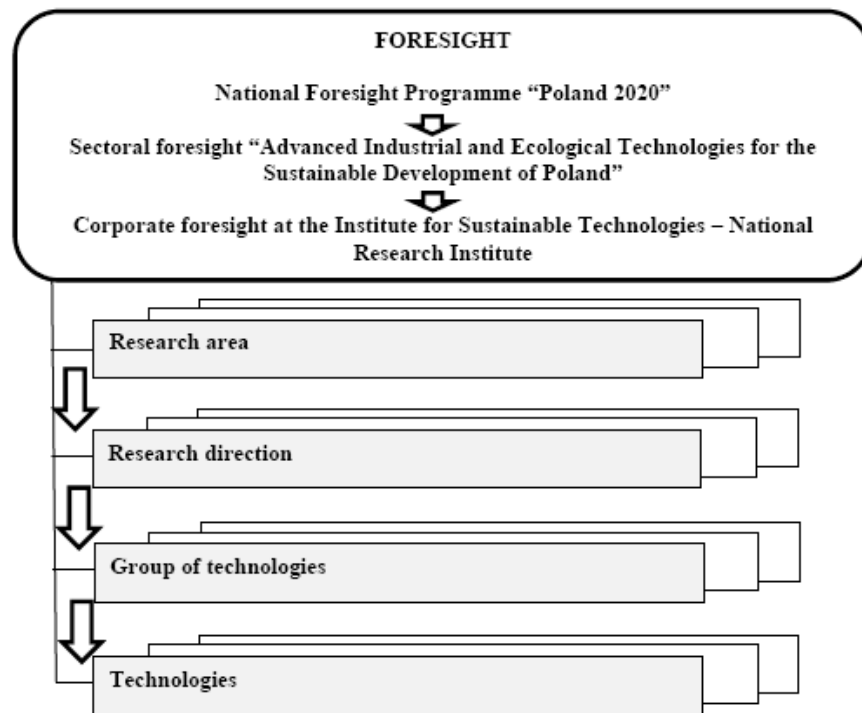 FORESIGHT
National Foresight Programme “Poland 2020”
Sectoral foresight “Advanced Industrial and Ecological Technologies for the
Sustainable Development of Poland”
Corporate foresight at the Institute for Sustainable Technologies – National
Research Institute
Research area
Research direction
Group of technologies
Technologies